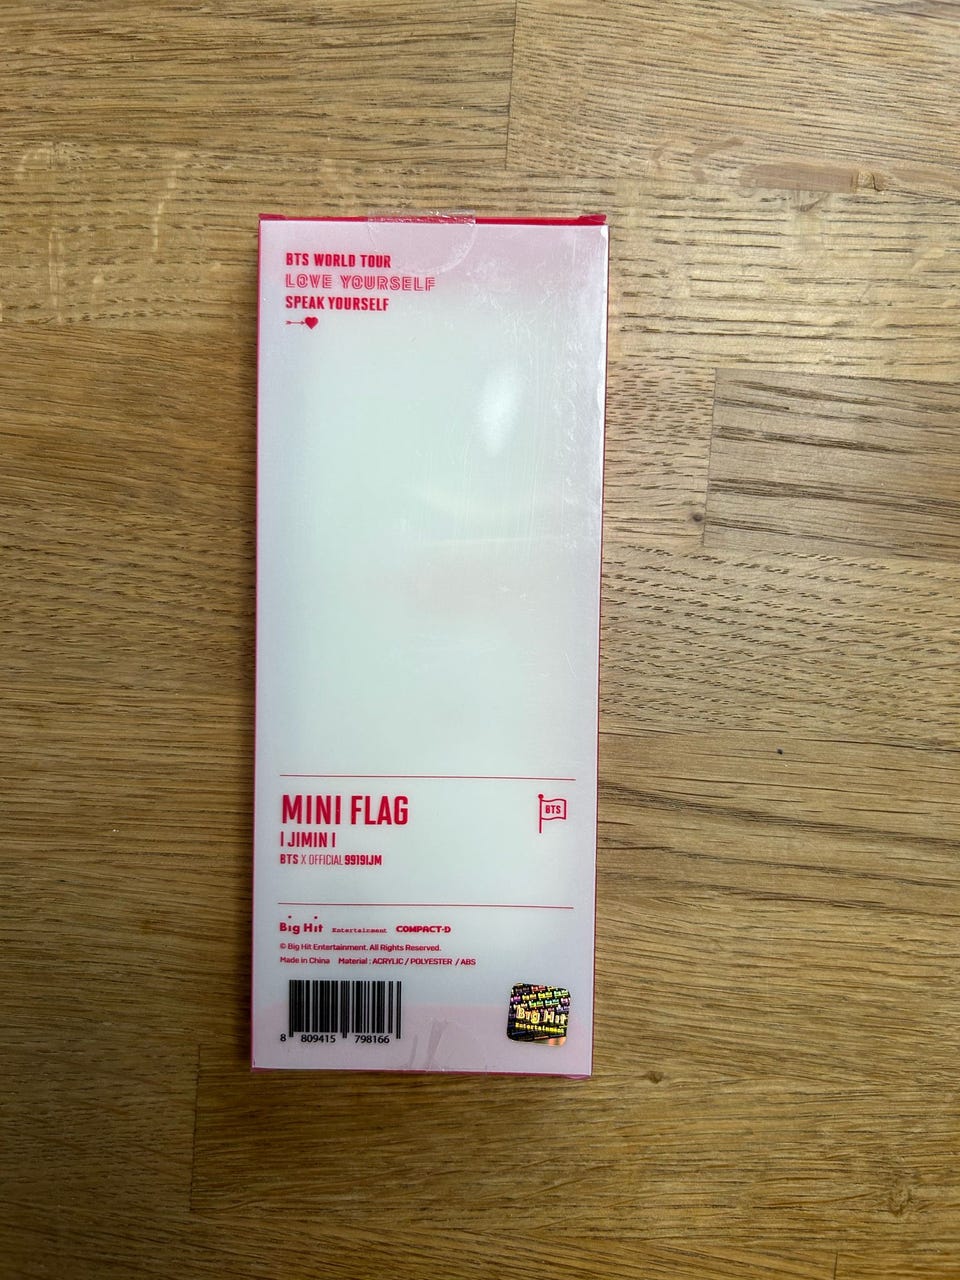 BTS WORLD TOUR
LOVE YOURSELF
SPEAK YOURSELF
MINI FLAG
BTS
| JIMIN |
BTS X OFFICIAL 9919IJM
Big Hit Entertainment COMPACT·D
© Big Hit Entertainment. All Rights Reserved.
Made in China Material : ACRYLIC / POLYESTER / ABS
8 809415 798166
Big Hit
Entertainment